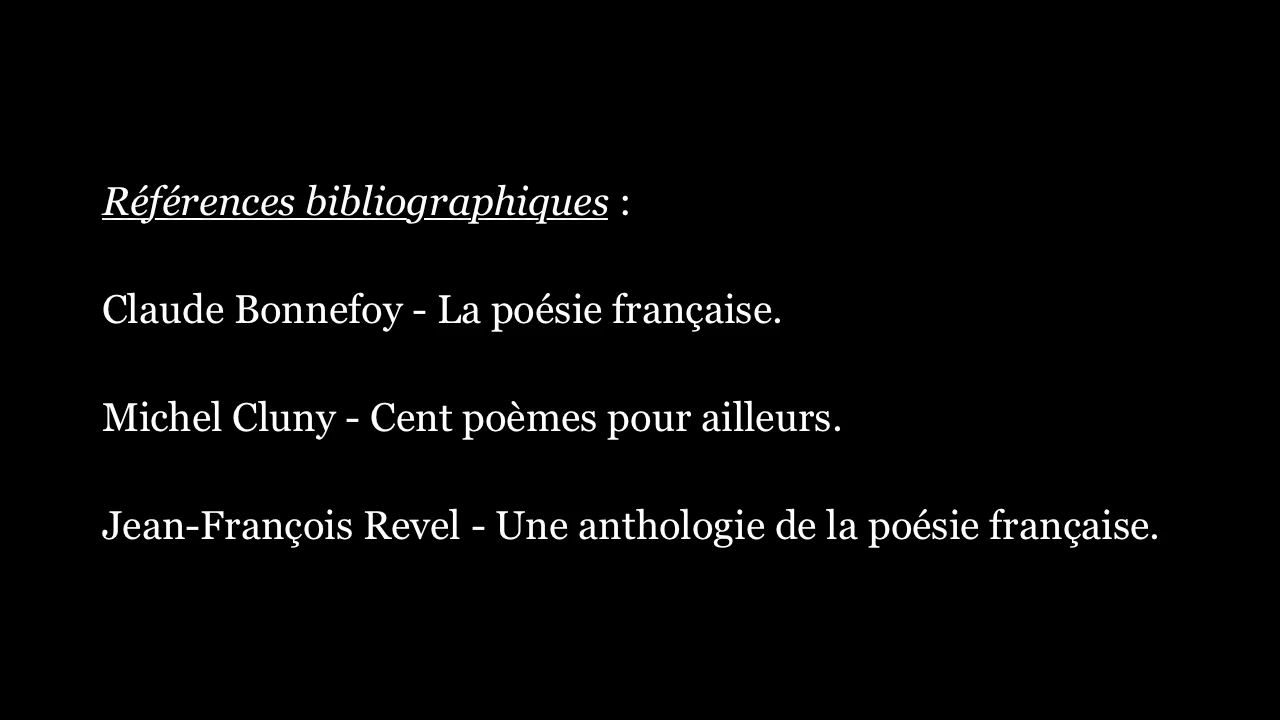 Références bibliographiques :
Claude Bonnefoy - La poésie française.
Michel Cluny - Cent poèmes pour ailleurs.
Jean-François Revel - Une anthologie de la poésie française.